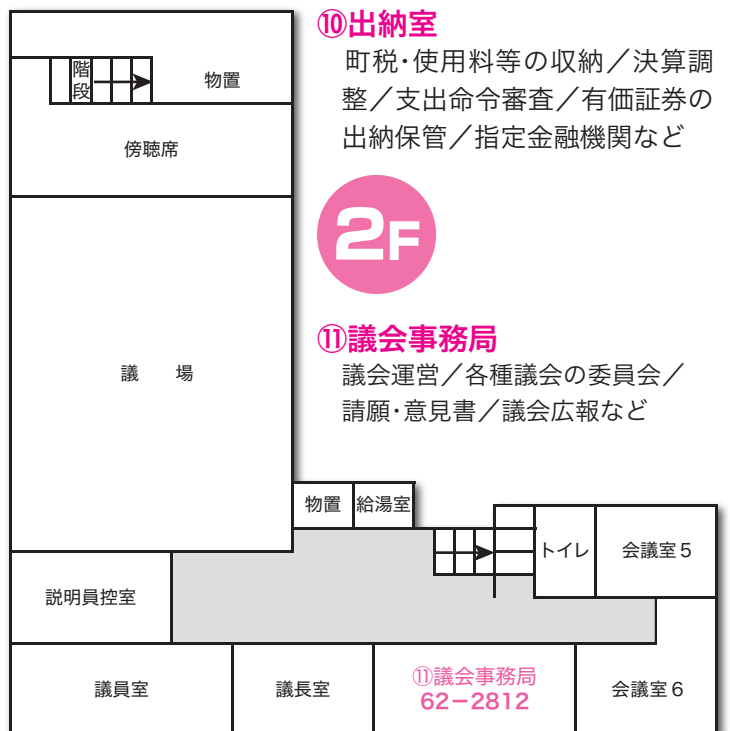 ⑩出納室
町税・使用料等の収納／決算調
整／支出命令審査／有価証券の
出納保管／指定金融機関など
2F
⑪議会事務局
議会運営／各種議会の委員会／
請願・意見書／議会広報など
階段
物置
傍聴席
議　場
物置
給湯室
トイレ
会議室5
説明員控室
議員室
議長室
⑪議会事務局
62－2812
会議室6